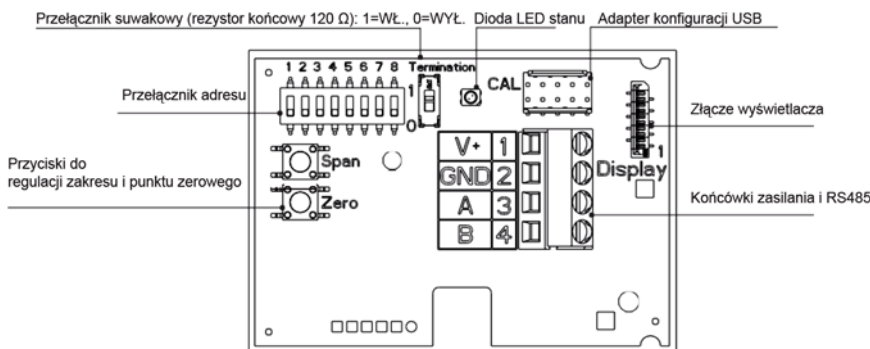 Przełącznik suwakowy (rezystor końcowy 120 Ω): 1=WŁ., 0=WYŁ.
Dioda LED stanu
Adapter konfiguracji USB
1 2 3 4 5 6 7 8
Termination
1
0
CAL
Przełącznik adresu
Złącze wyświetlacza
1
Display
Przyciski do
regulacji zakresu i punktu zerowego
Span
Zero
V+ 1
GND 2
A 3
B 4
Końcówki zasilania i RS485